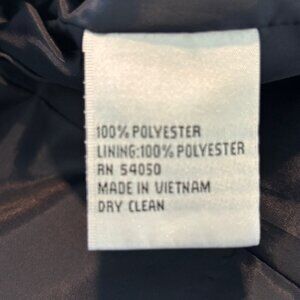 100% POLYESTER
LINING:100% POLYESTER
RN 54050
MADE IN VIETNAM
DRY CLEAN